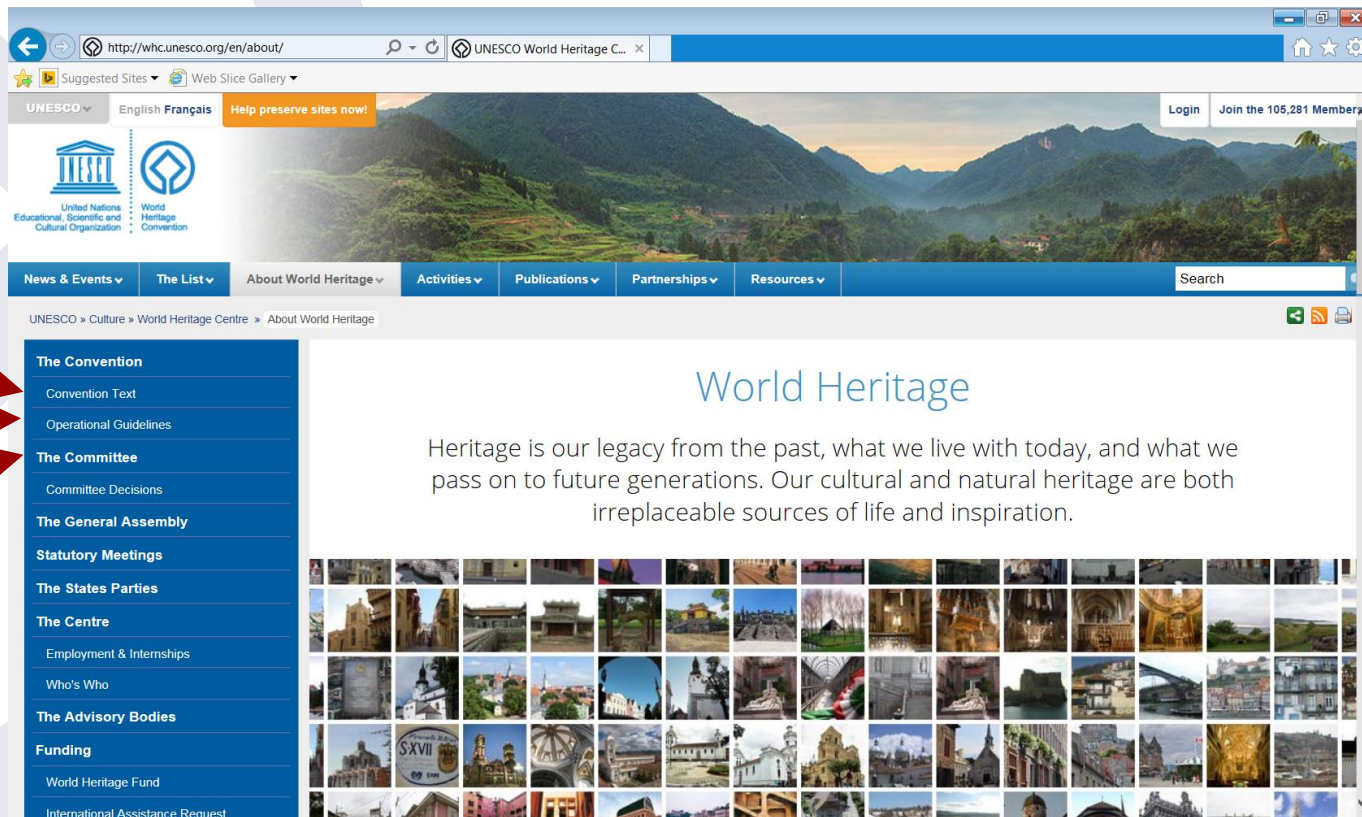 http://whc.unesco.org/en/about/
UNESCO World Heritage C...
Suggested Sites
Web Slice Gallery
UNESCO
English Français
Help preserve sites now!
Login
Join the 105,281 Members
UNESCO
United Nations
Educational, Scientific and
Cultural Organization
World
Heritage
Convention
News & Events
The List
About World Heritage
Activities
Publications
Partnerships
Resources
Search
UNESCO » Culture » World Heritage Centre » About World Heritage
The Convention
Convention Text
Operational Guidelines
The Committee
Committee Decisions
The General Assembly
Statutory Meetings
The States Parties
The Centre
Employment & Internships
Who's Who
The Advisory Bodies
Funding
World Heritage Fund
International Assistance Request
World Heritage
Heritage is our legacy from the past, what we live with today, and what we
pass on to future generations. Our cultural and natural heritage are both
irreplaceable sources of life and inspiration.
S·XVII